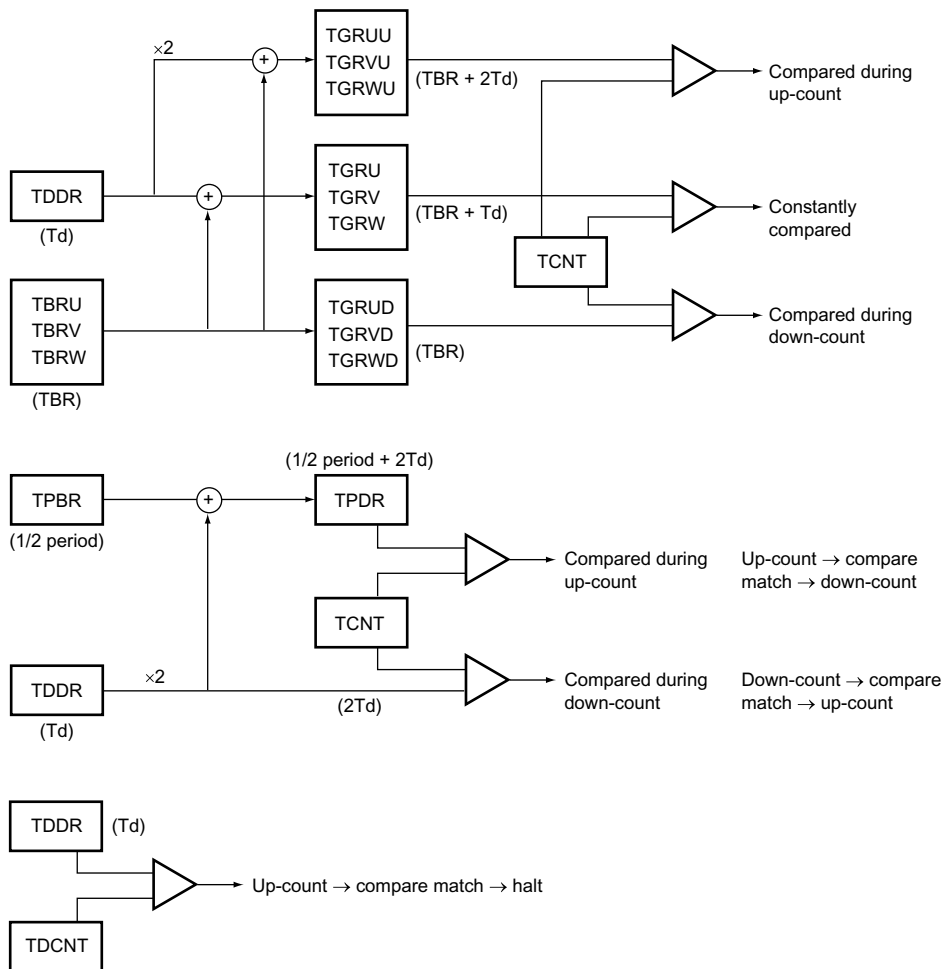 ×2
+
TGRUU
TGRVU
TGRWU
(TBR + 2Td)
Compared during
up-count
TDDR
(Td)
+
TGRU
TGRV
TGRW
(TBR + Td)
Constantly
compared
TCNT
TBRU
TBRV
TBRW
(TBR)
TGRUD
TGRVD
TGRWD
(TBR)
Compared during
down-count
(1/2 period + 2Td)
TPBR
(1/2 period)
+
TPDR
Compared during
up-count
Up-count → compare
match → down-count
TCNT
TDDR
(Td)
×2
(2Td)
Compared during
down-count
Down-count → compare
match → up-count
TDDR
(Td)
Up-count → compare match → halt
TDCNT